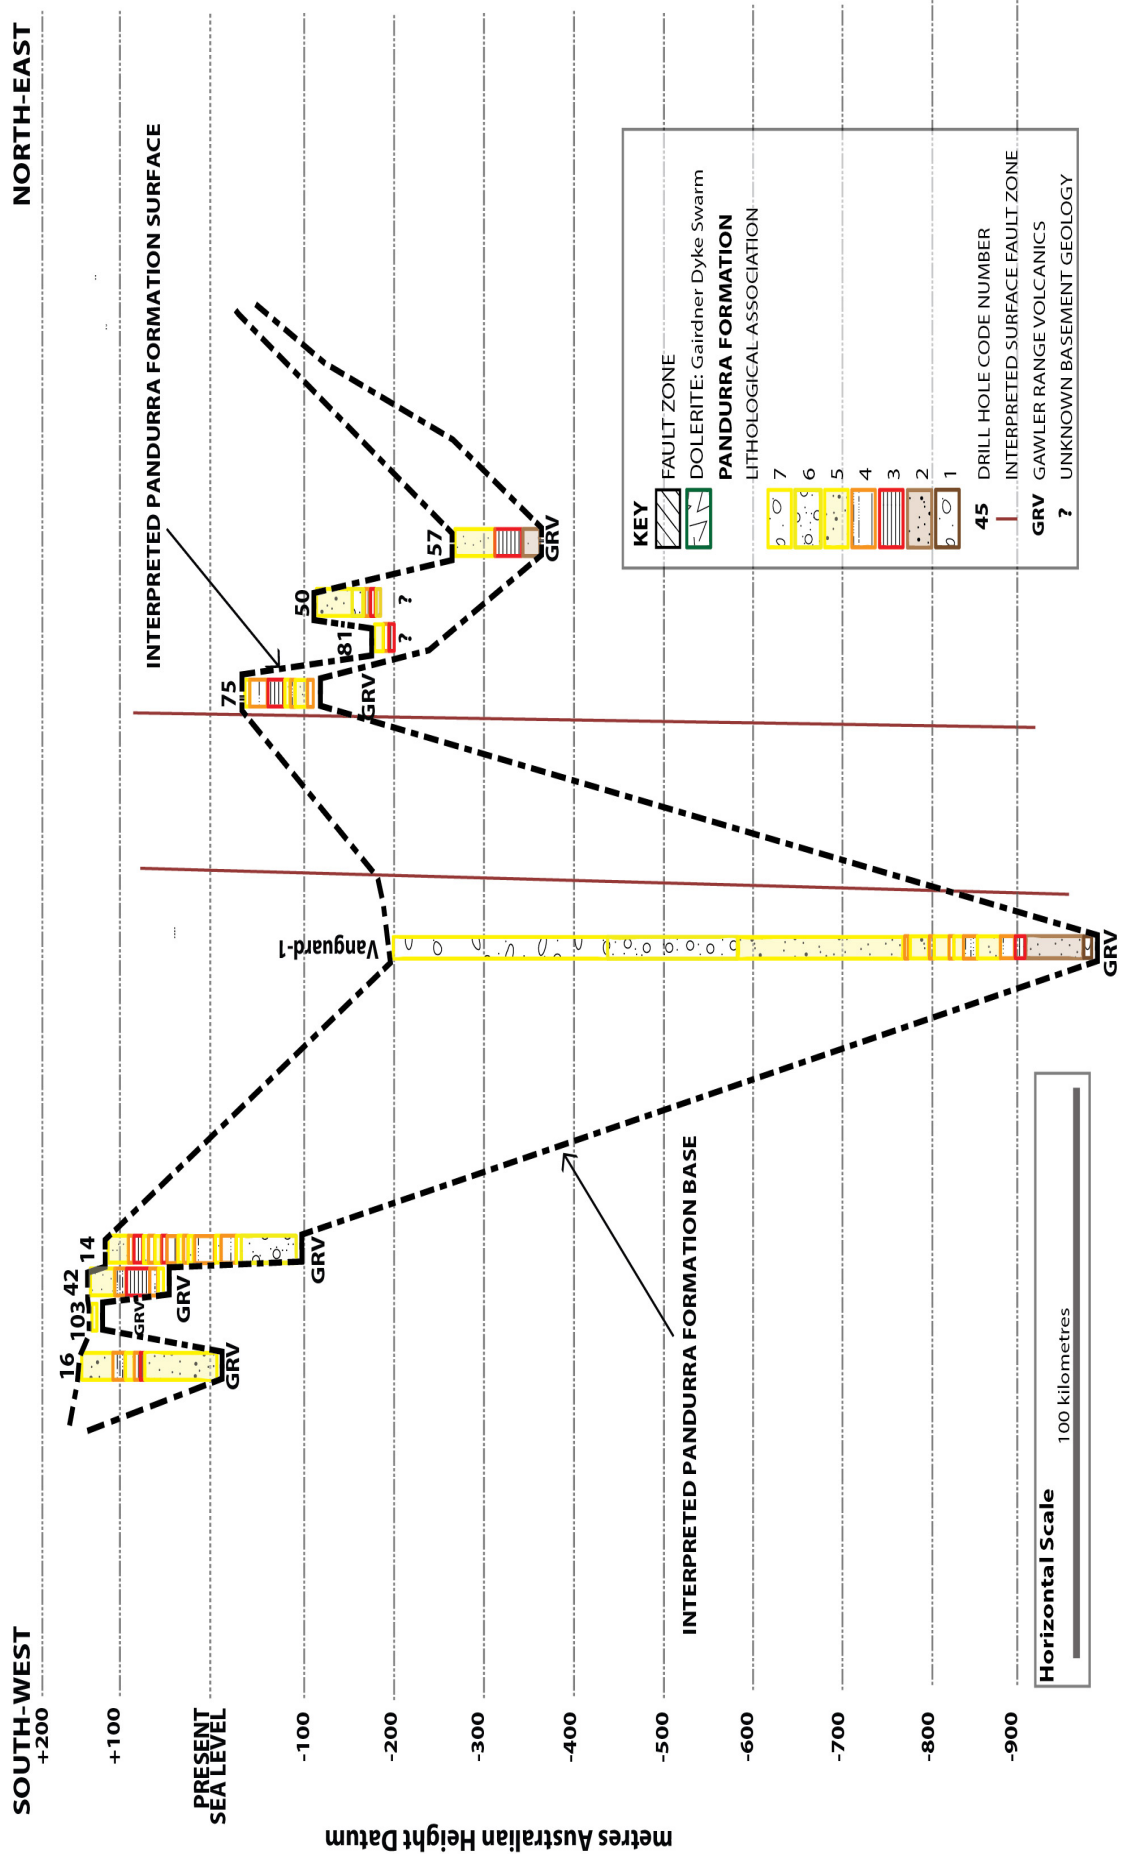 SOUTH-WEST
NORTH-EAST
+200
+100
PRESENT
SEA LEVEL
-100
-200
-300
-400
-500
-600
-700
-800
-900
metres Australian Height Datum
INTERPRETED PANDURRA FORMATION SURFACE
16
103
42
14
Vanguard-1
75
81
50
57
GRV
GRV
GRV
GRV
GRV
GRV
?
?
GRV
INTERPRETED PANDURRA FORMATION BASE
KEY
FAULT ZONE
DOLERITE: Gairdner Dyke Swarm
PANDURRA FORMATION
LITHOLOGICAL ASSOCIATION
7
6
5
4
3
2
1
45 DRILL HOLE CODE NUMBER
INTERPRETED SURFACE FAULT ZONE
GRV GAWLER RANGE VOLCANICS
? UNKNOWN BASEMENT GEOLOGY
Horizontal Scale
100 kilometres